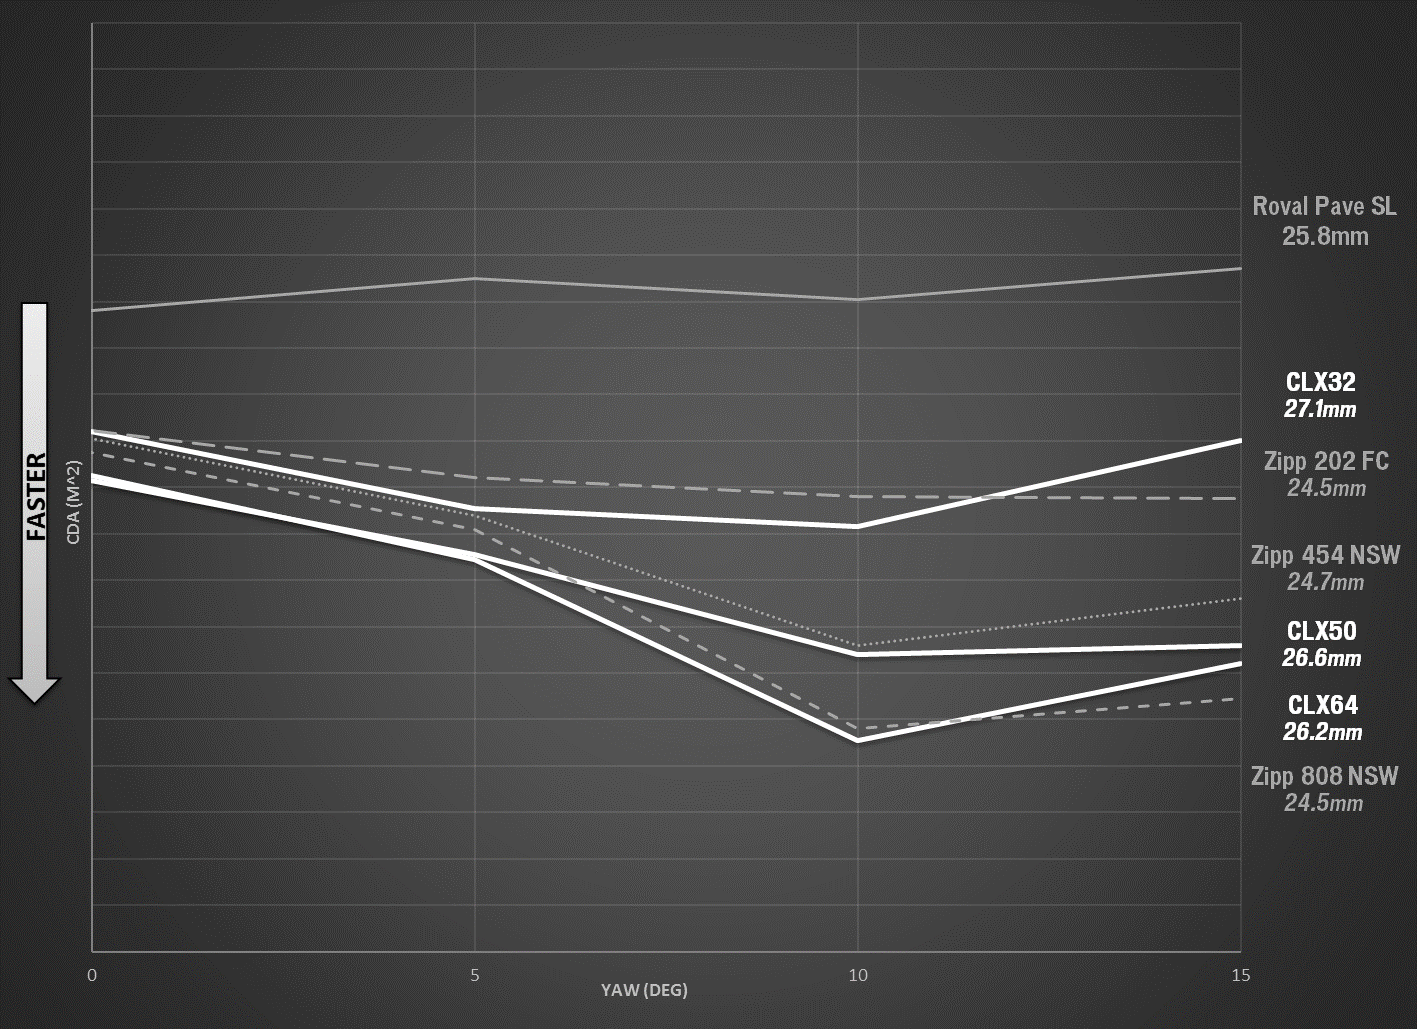 Roval Pave SL
25.8mm
CLX32
27.1mm
Zipp 202 FC
24.5mm
Zipp 454 NSW
24.7mm
CLX50
26.6mm
CLX64
26.2mm
Zipp 808 NSW
24.5mm
FASTER
CDA (M^2)
0 5 10 15
YAW (DEG)